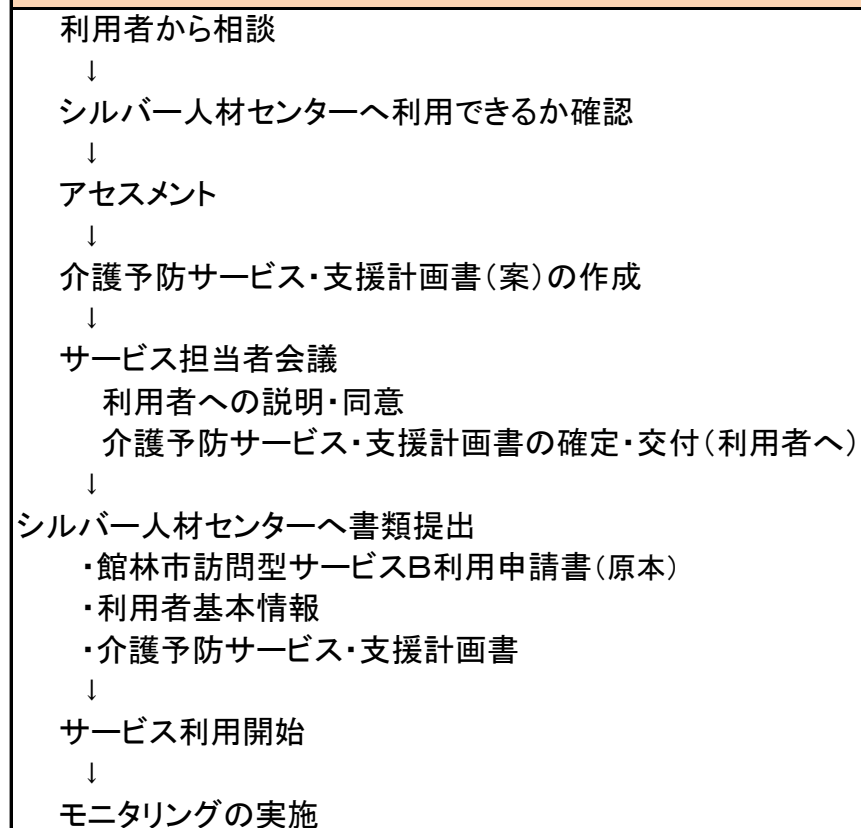 利用者から相談
↓
シルバー人材センターへ利用できるか確認
↓
アセスメント
↓
介護予防サービス・支援計画書（案）の作成
↓
サービス担当者会議
利用者への説明・同意
介護予防サービス・支援計画書の確定・交付（利用者へ）
↓
シルバー人材センターへ書類提出
・館林市訪問型サービスＢ利用申請書（原本）
・利用者基本情報
・介護予防サービス・支援計画書
↓
サービス利用開始
↓
モニタリングの実施